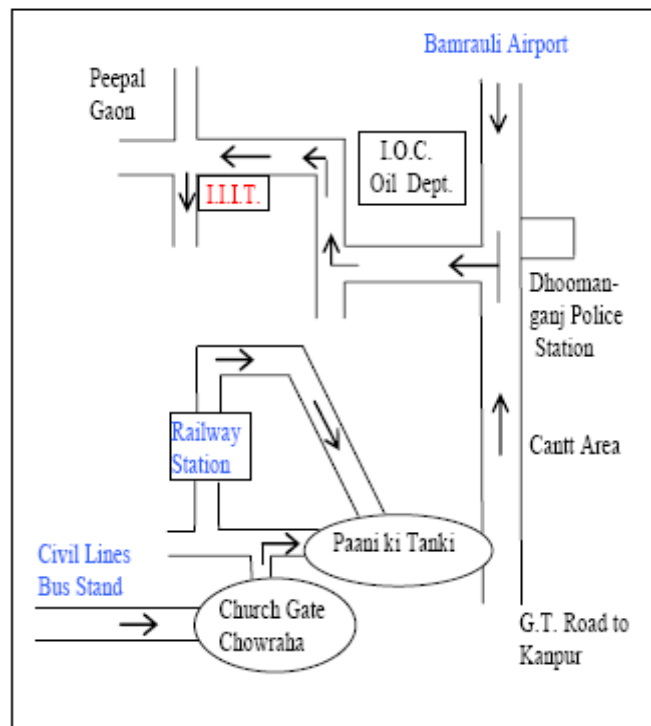 Bamrauli Airport
Peepal
Gaon
I.O.C.
Oil Dept.
I.I.I.T.
Dhooman-
ganj Police
Station
Railway
Station
Cantt Area
Civil Lines
Bus Stand
Paani ki Tanki
Church Gate
Chowraha
G.T. Road to
Kanpur